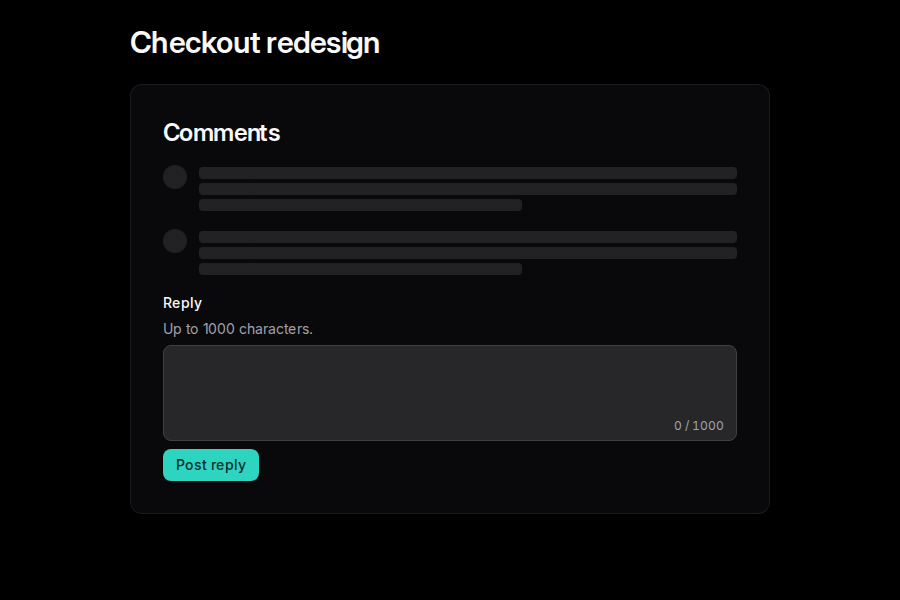 Checkout redesign
Comments
Reply
Up to 1000 characters.
0 / 1000
Post reply